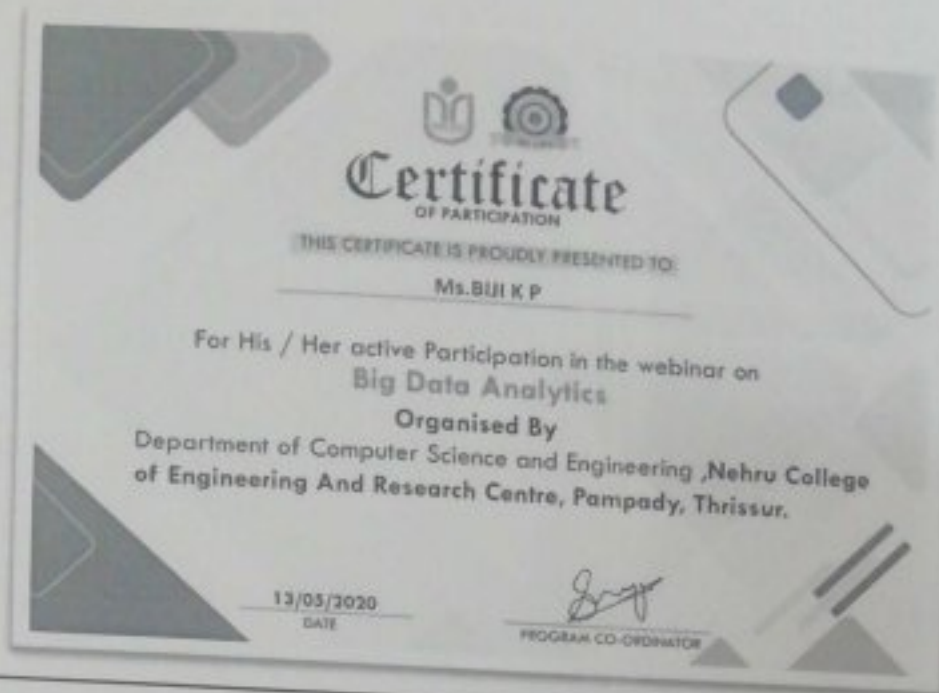 Certificate
OF PARTICIPATION
THIS CERTIFICATE IS PROUDLY PRESENTED TO:
Ms.BIJI K P
For His / Her active Participation in the webinar on
Big Data Analytics
Organised By
Department of Computer Science and Engineering ,Nehru College
of Engineering And Research Centre, Pampady, Thrissur.
13/05/2020
DATE
PROGRAM CO-ORDINATOR